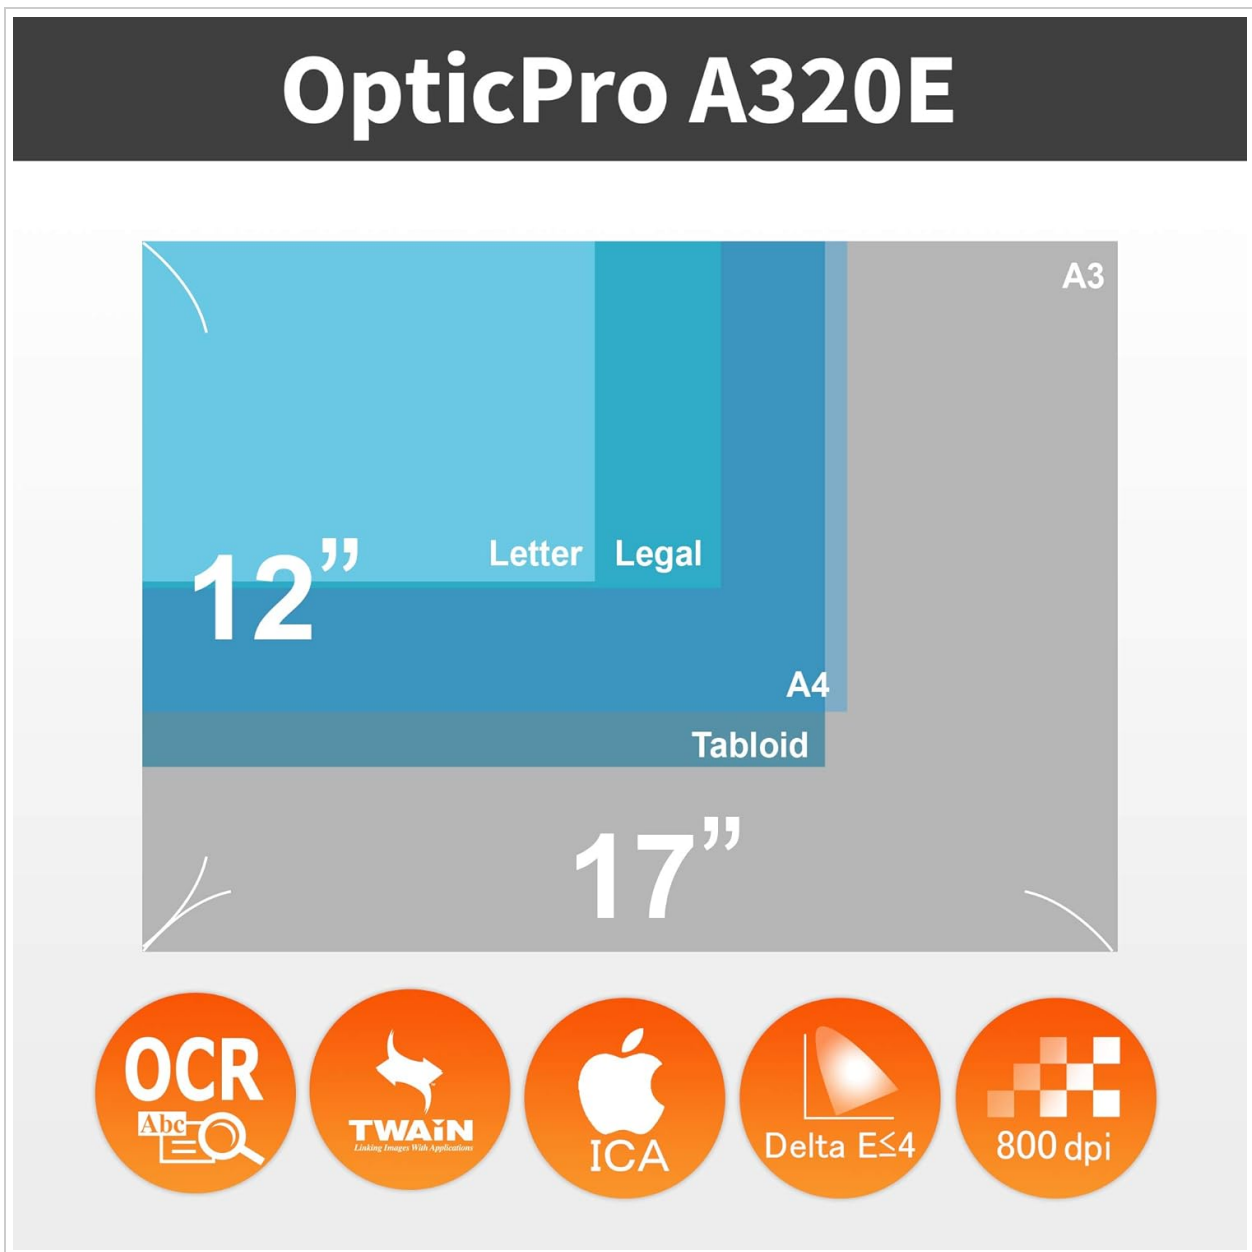 OpticPro A320E
A3
12”
Letter
Legal
A4
Tabloid
17”
OCR
Abc
TWAiN
Linking Images With Applications
ICA
Delta E≤4
800 dpi